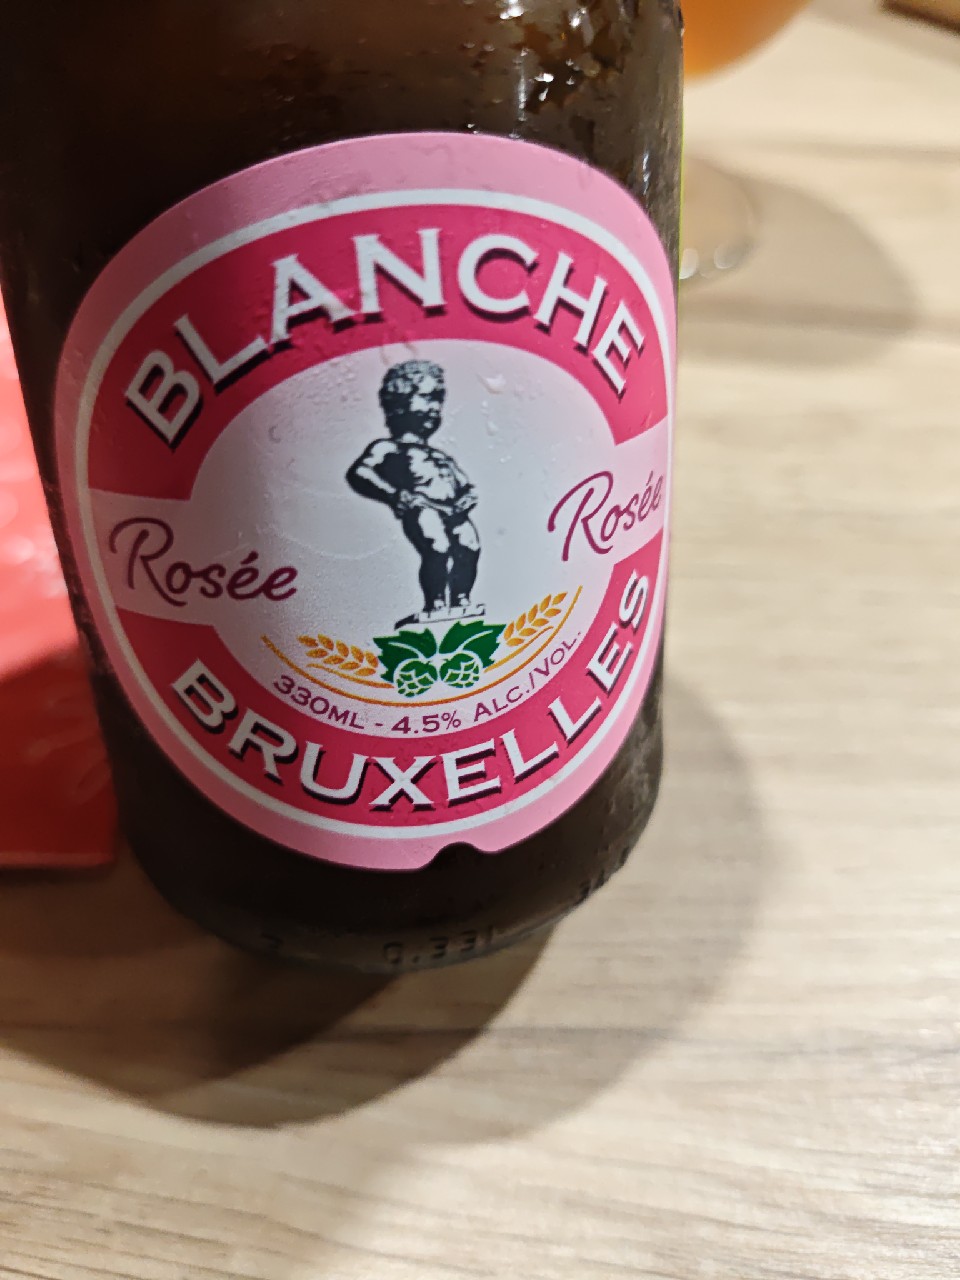 BLANCHE
Rosée
Rosée
330ML - 4.5% ALC./VOL.
BRUXELLES